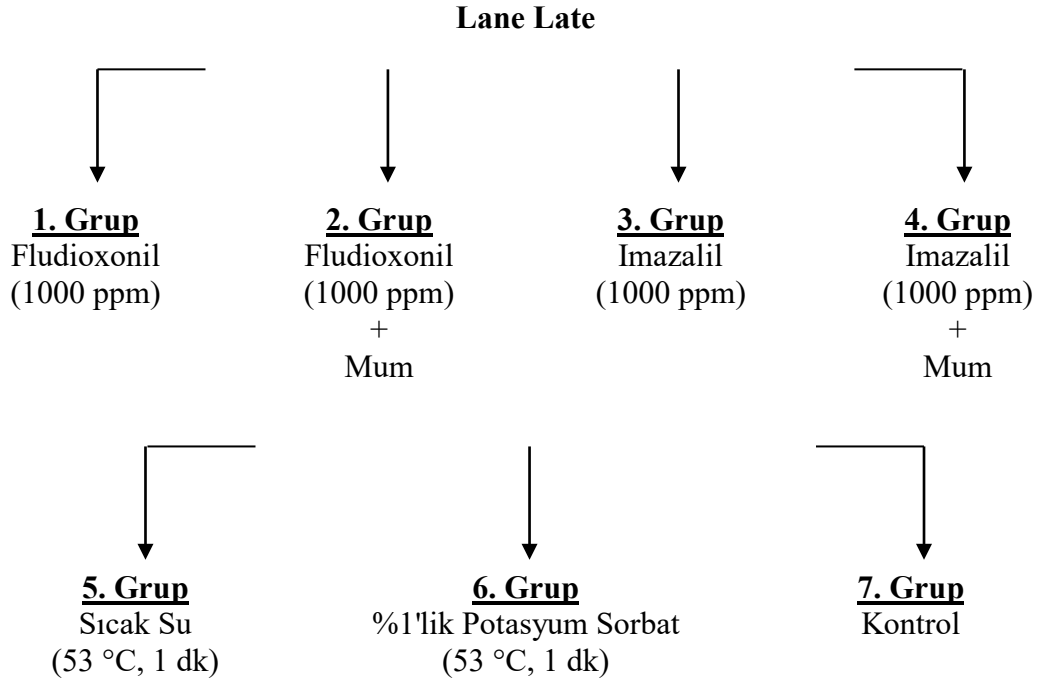 Lane Late
1. Grup
Fludioxonil
(1000 ppm)
2. Grup
Fludioxonil
(1000 ppm)
+
Mum
3. Grup
Imazalil
(1000 ppm)
4. Grup
Imazalil
(1000 ppm)
+
Mum
5. Grup
Sıcak Su
(53 °C, 1 dk)
6. Grup
%1'lik Potasyum Sorbat
(53 °C, 1 dk)
7. Grup
Kontrol